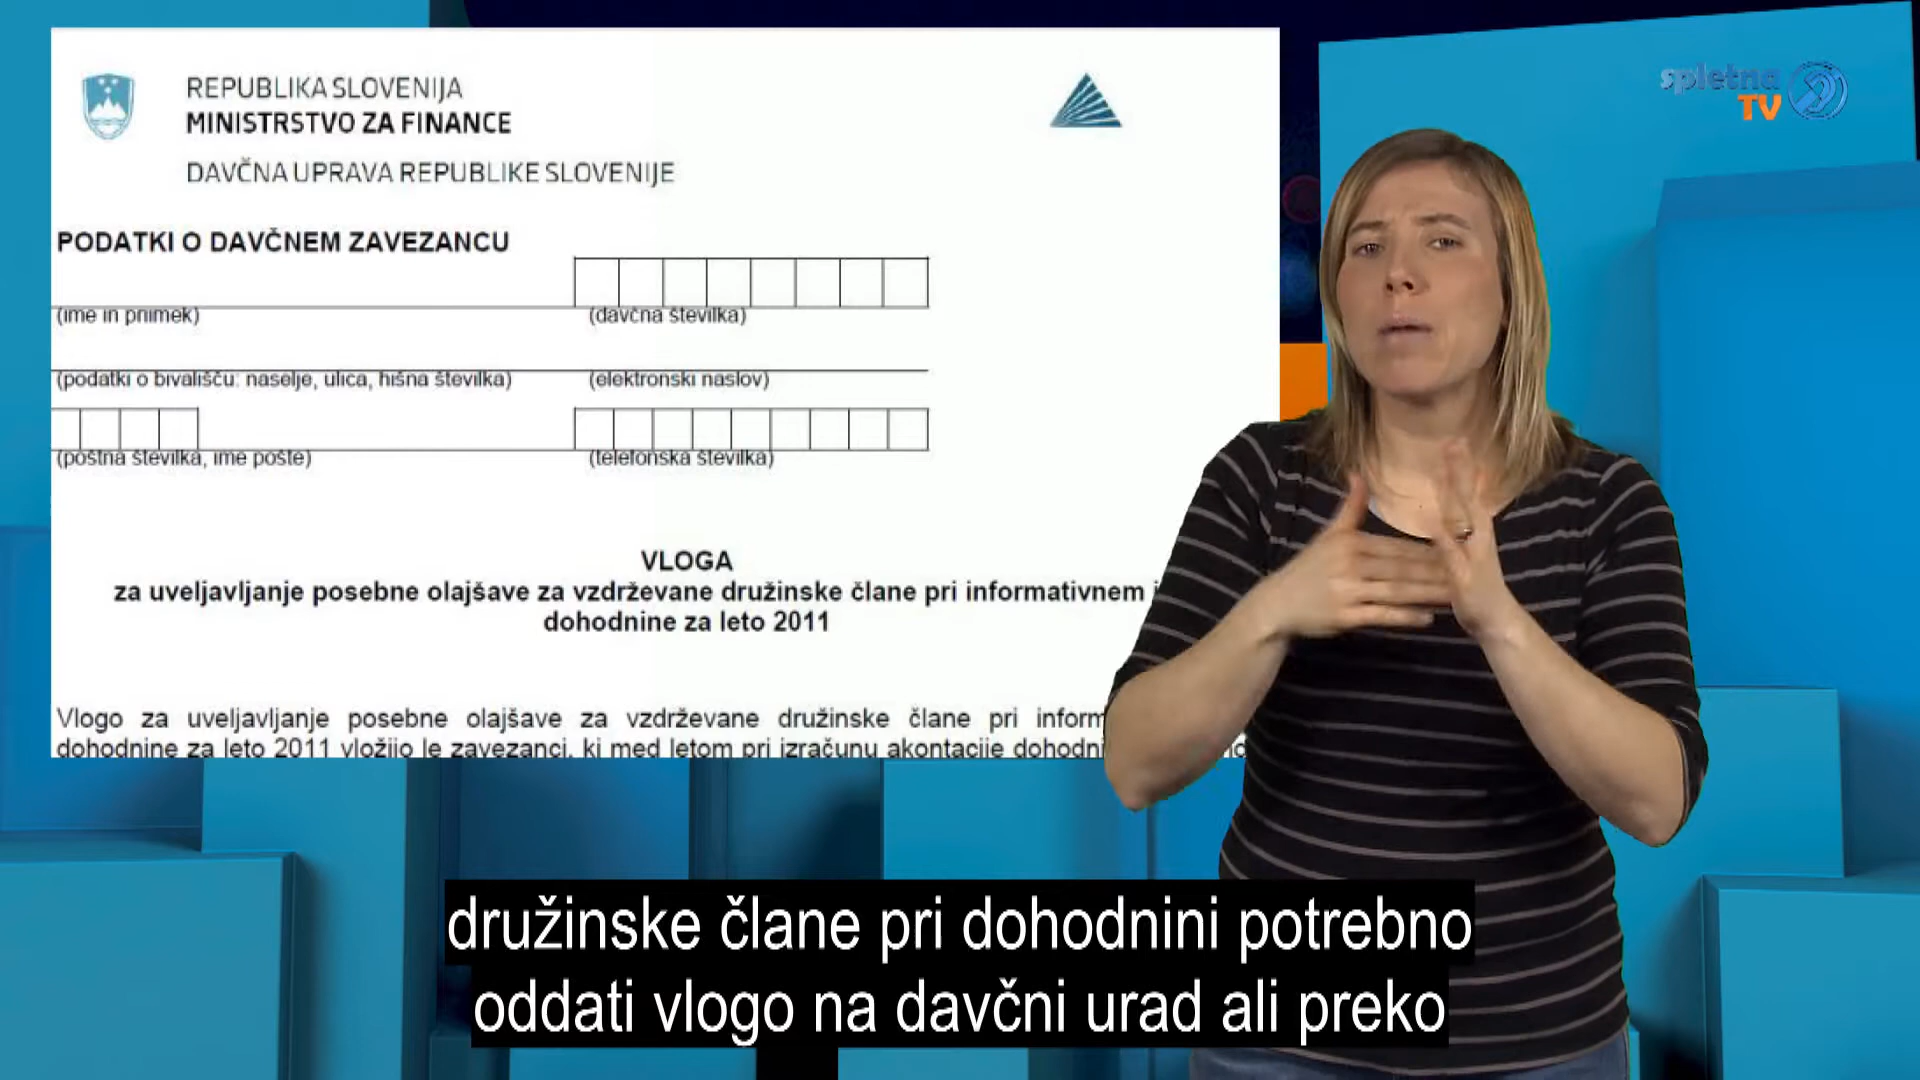 REPUBLIKA SLOVENIJA
MINISTRSTVO ZA FINANCE
DAVČNA UPRAVA REPUBLIKE SLOVENIJE
spletna
TV
PODATKI O DAVČNEM ZAVEZANCU
(ime in priimek) (davčna številka)
(podatki o bivališču: naselje, ulica, hišna številka) (elektronski naslov)
(poštna številka, ime pošte) (telefonska številka)
VLOGA
za uveljavljanje posebne olajšave za vzdrževane družinske člane pri informativnem
dohodnine za leto 2011
Vlogo za uveljavljanje posebne olajšave za vzdrževane družinske člane pri inform
dohodnine za leto 2011 vložijo le zavezanci, ki med letom pri izračunu akontacije dohodni
družinske člane pri dohodnini potrebno
oddati vlogo na davčni urad ali preko